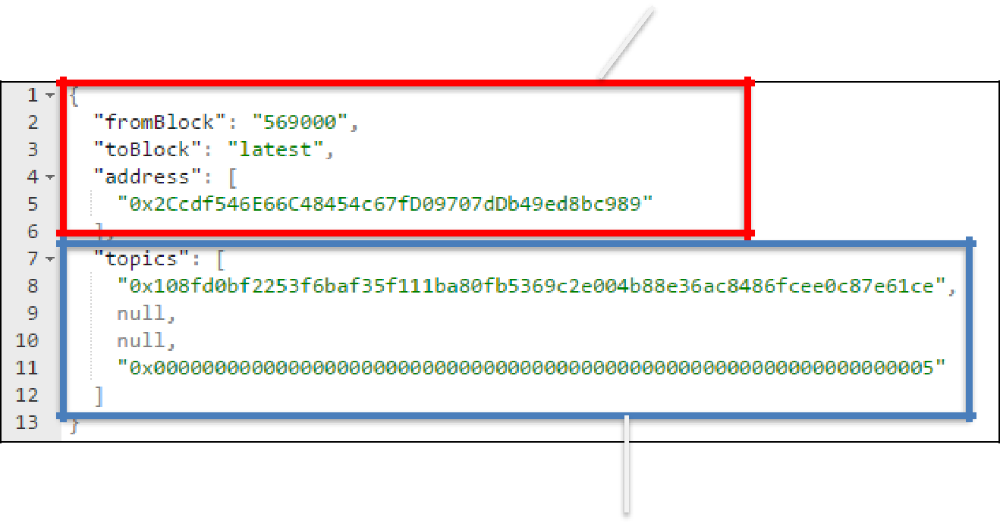 1 {
2 "fromBlock": "569000",
3 "toBlock": "latest",
4 "address": [
5 "0x2Ccdf546E66C48454c67fD09707dDb49ed8bc989"
6 ],
7 "topics": [
8 "0x108fd0bf2253f6baf35f111ba80fb5369c2e004b88e36ac8486fcee0c87e61ce",
9 null,
10 null,
11 "0x0000000000000000000000000000000000000000000000000000000000000005"
12 ]
13 }